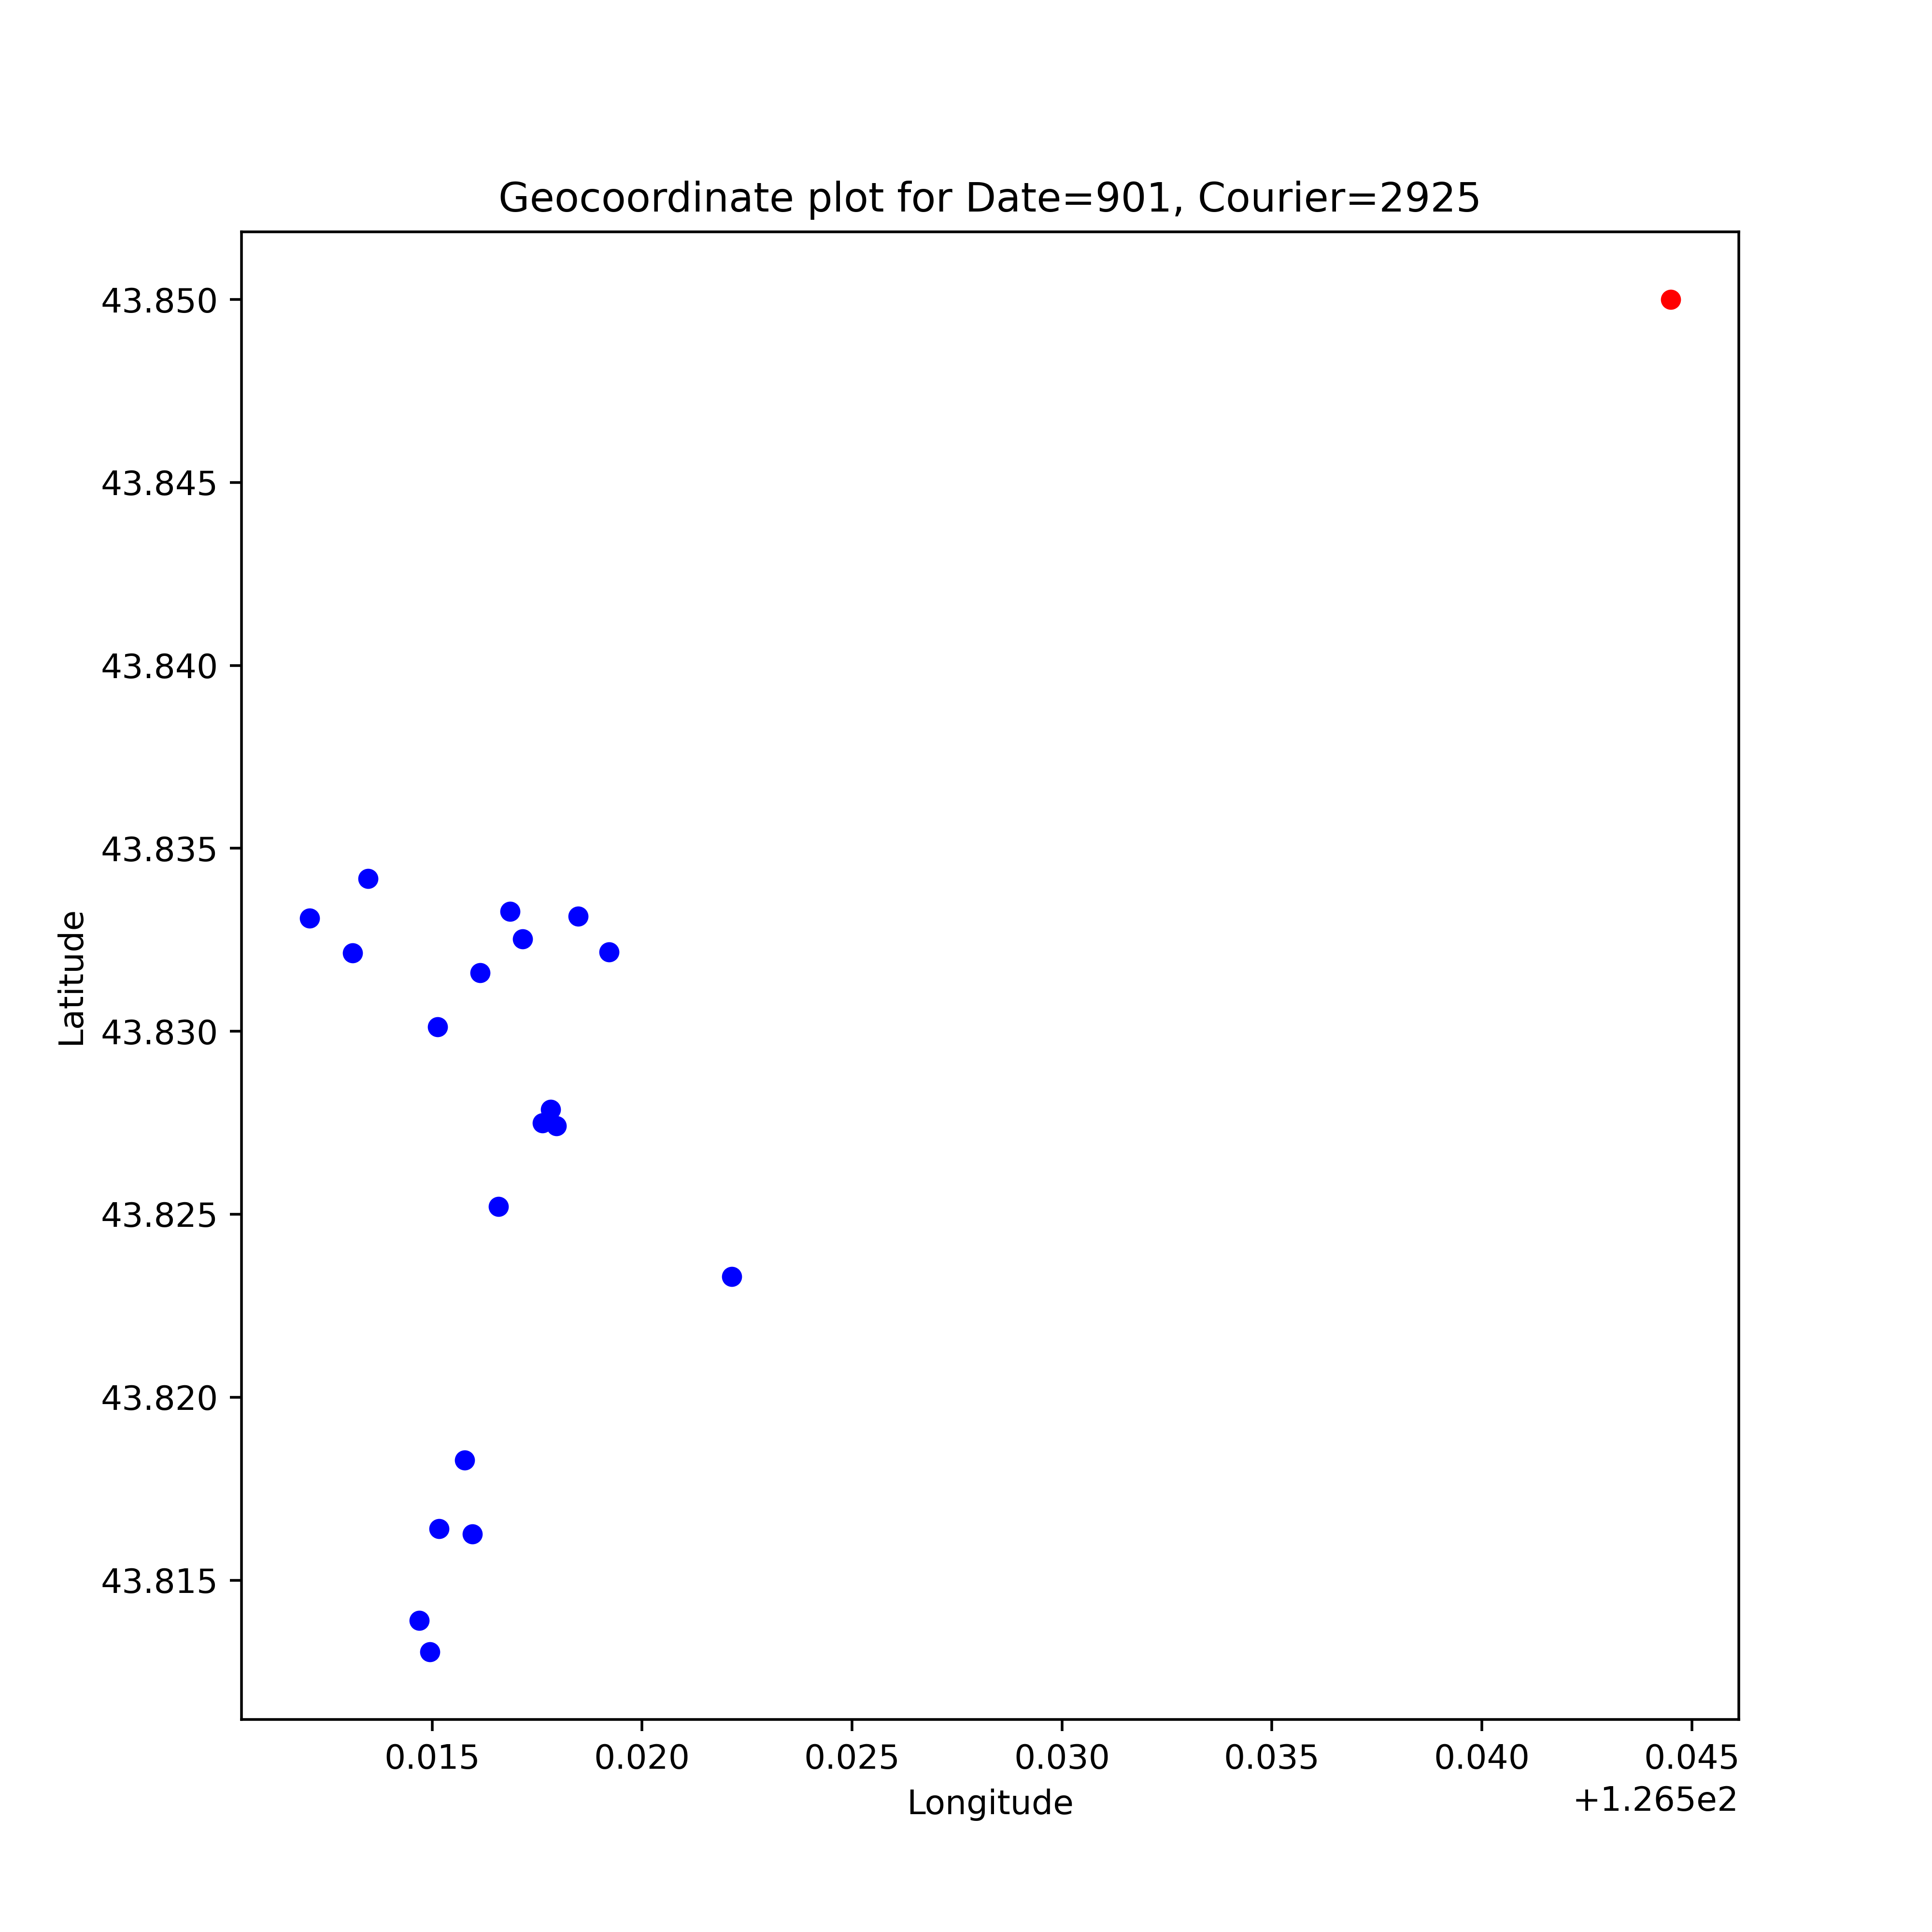 Geocoordinate plot for Date=901, Courier=2925
43.850
43.845
43.840
43.835
43.830
43.825
43.820
43.815
Latitude
0.015 0.020 0.025 0.030 0.035 0.040 0.045
+1.265e2
Longitude